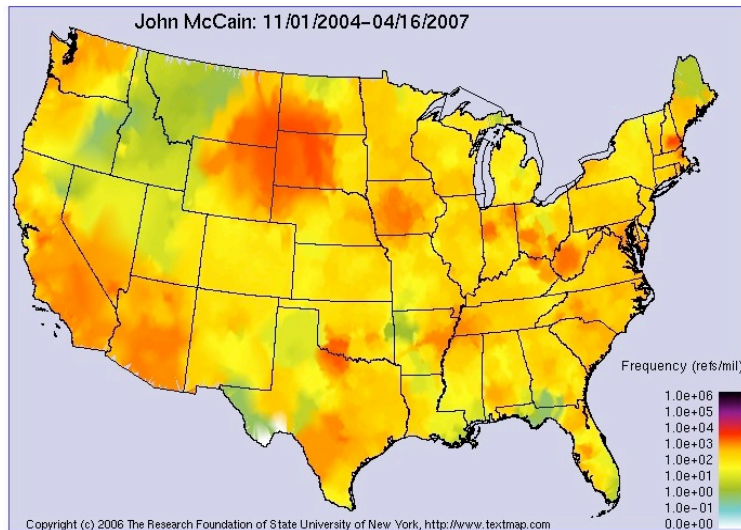 John McCain: 11/01/2004-04/16/2007
Frequency (refs/mil)
1.0e+06
1.0e+05
1.0e+04
1.0e+03
1.0e+02
1.0e+01
1.0e+00
1.0e-01
0.0e+00
Copyright (c) 2006 The Research Foundation of State University of New York, http://www.textmap.com